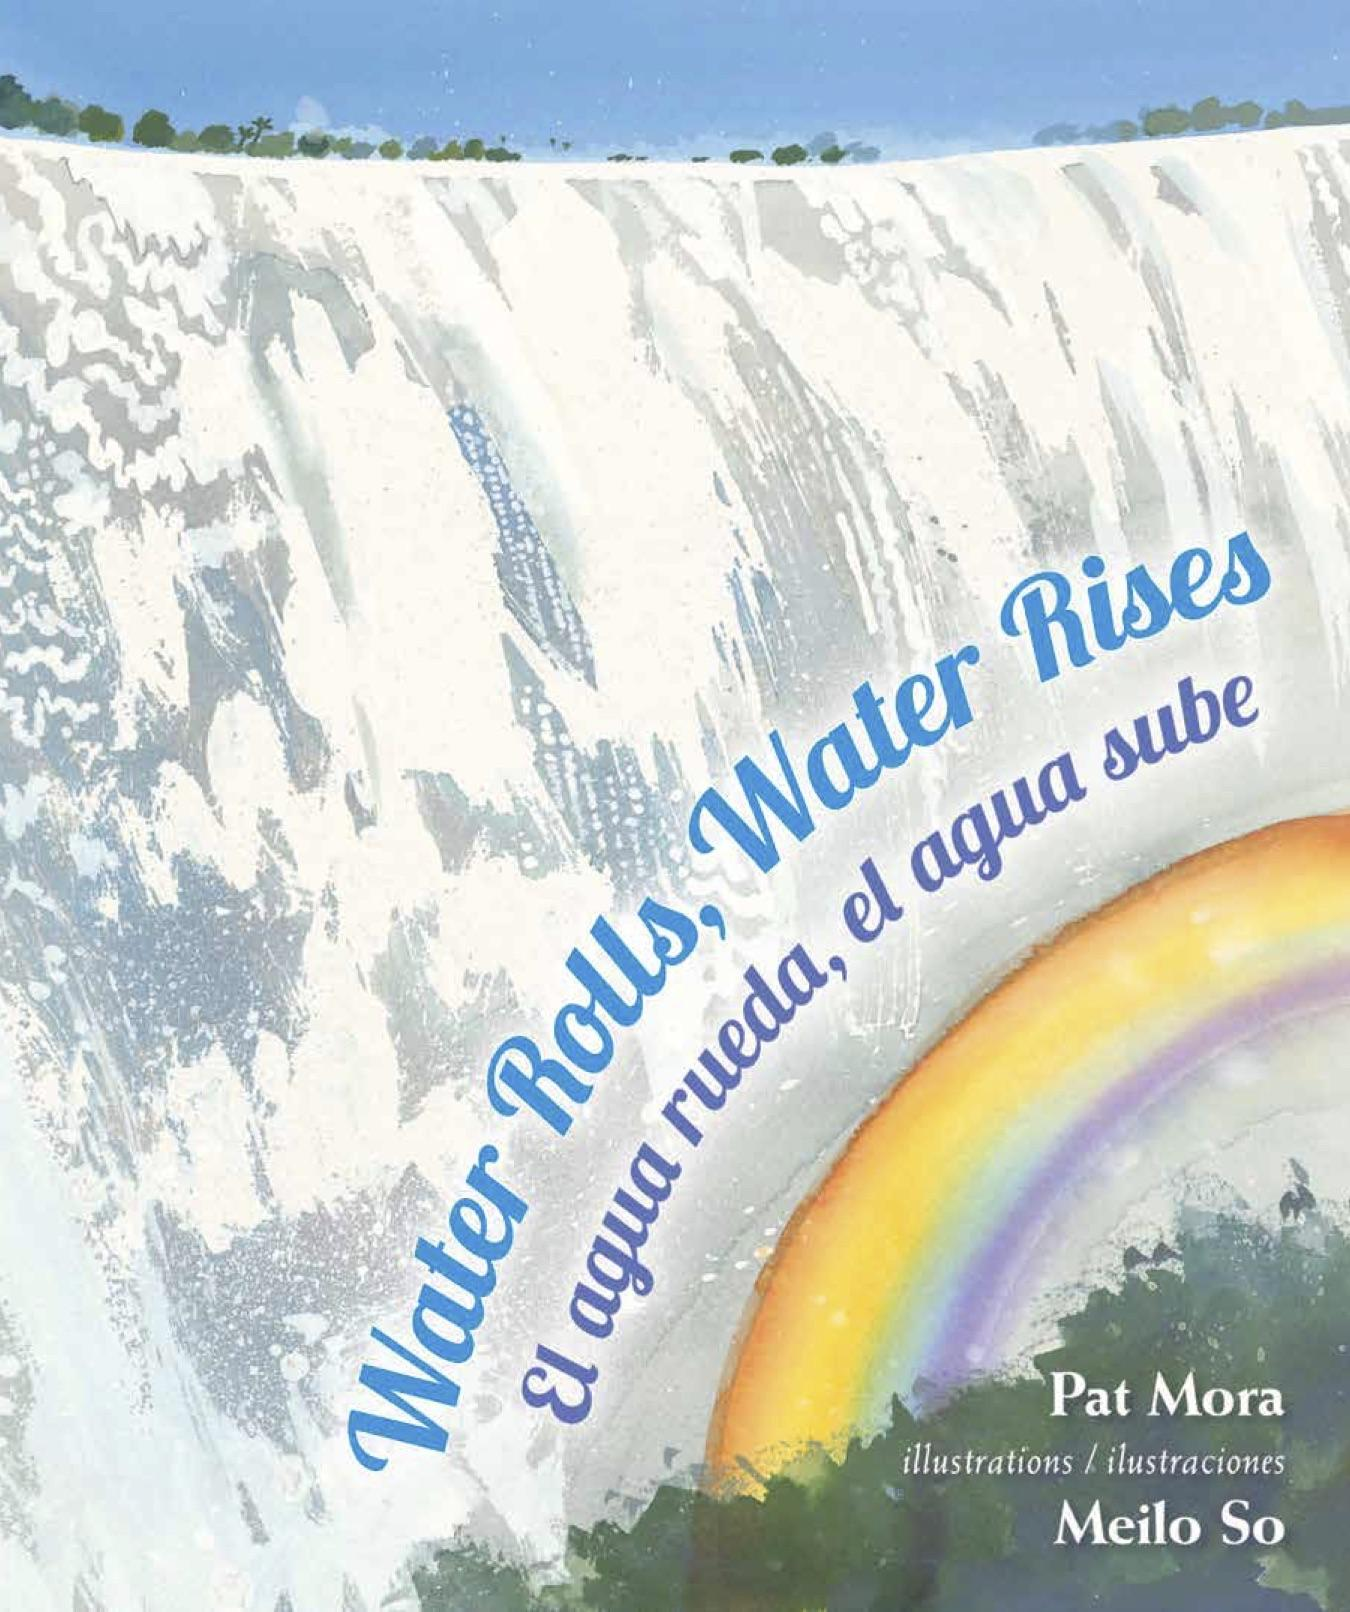 Water Rolls, Water Rises
El agua rueda, el agua sube
Pat Mora
illustrations / ilustraciones
Meilo So